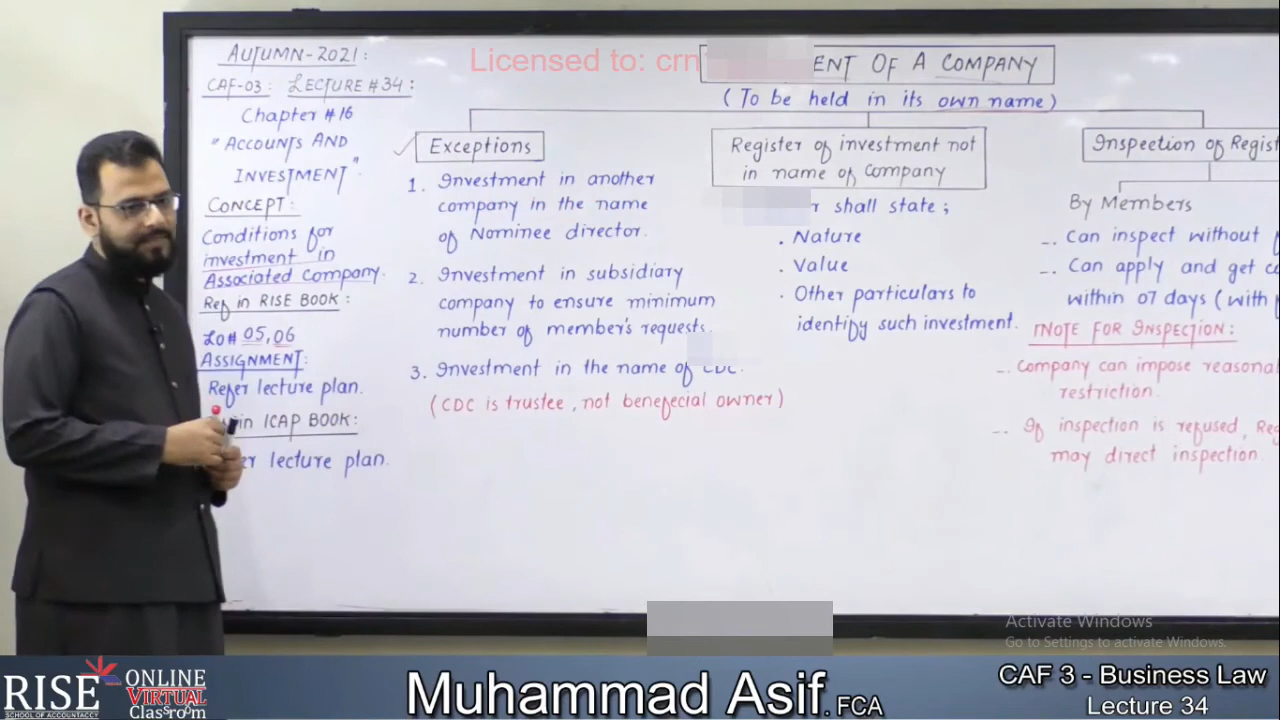 AUTUMN-2021:
CAF-03: LECTURE #34:
Chapter #16
"ACCOUNTS AND
INVESTMENT".
CONCEPT:
Conditions for
investment in
Associated Company.
Ref in RISE BOOK:
LO# 05, 06
ASSIGNMENT:
Refer lecture plan.
in ICAP BOOK:
lecture plan.
Licensed to: crn
OF A COMPANY
(To be held in its own name)
Exceptions
1. Investment in another
company in the name
of Nominee director.
2. Investment in subsidiary
company to ensure minimum
number of member's requests.
3. Investment in the name of CDC.
(CDC is trustee, not benefecial owner)
Register of investment not
in name of Company
shall state;
. Nature
. Value
. Other particulars to
identify such investment.
Inspection of
By Members
-. Can inspect without
-. Can apply and get
within 07 days (with
NOTE FOR INSPECTION:
-. Company can impose
restriction.
-. If inspection is refused,
may direct inspection.
Activate Windows
Go to Settings to activate Windows.
RISE
SCHOOL OF ACCOUNTANCY
ONLINE
VIRTUAL
Classroom
Muhammad Asif. FCA
CAF 3 - Business Law
Lecture 34